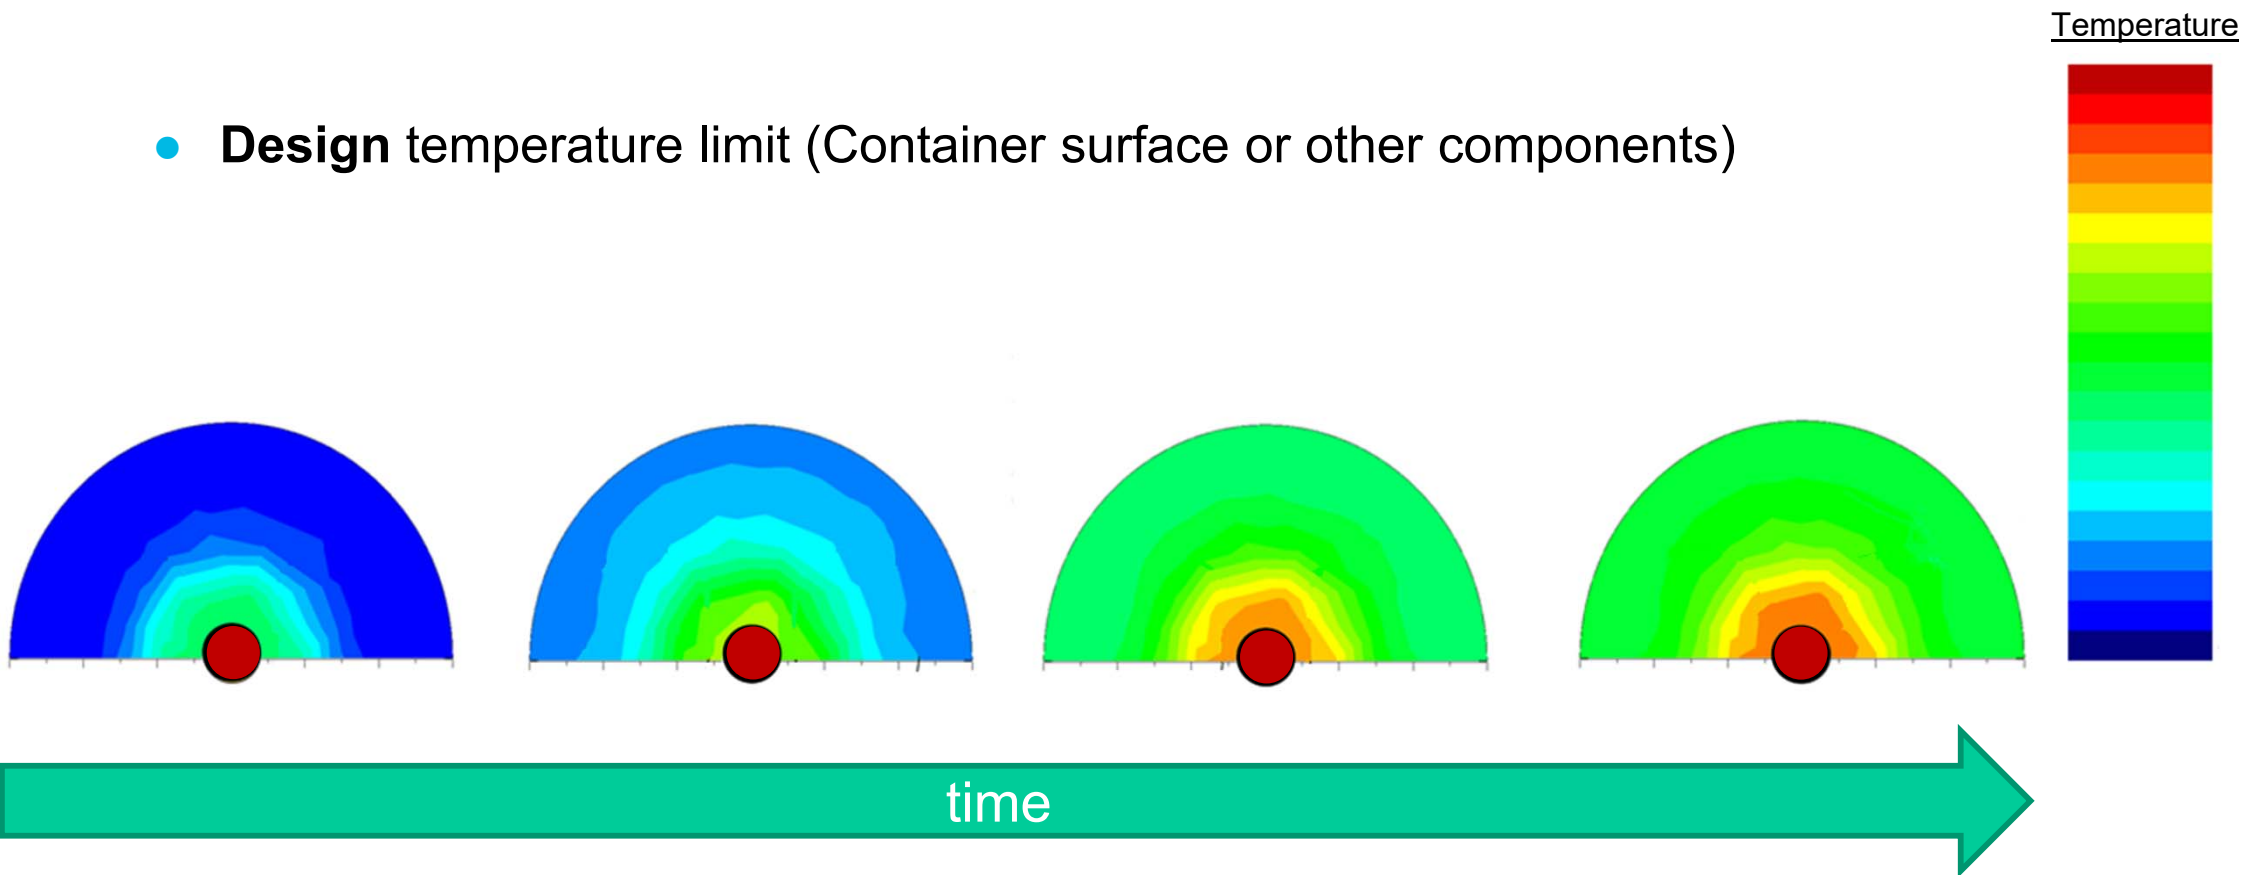 Temperature
● Design temperature limit (Container surface or other components)
time